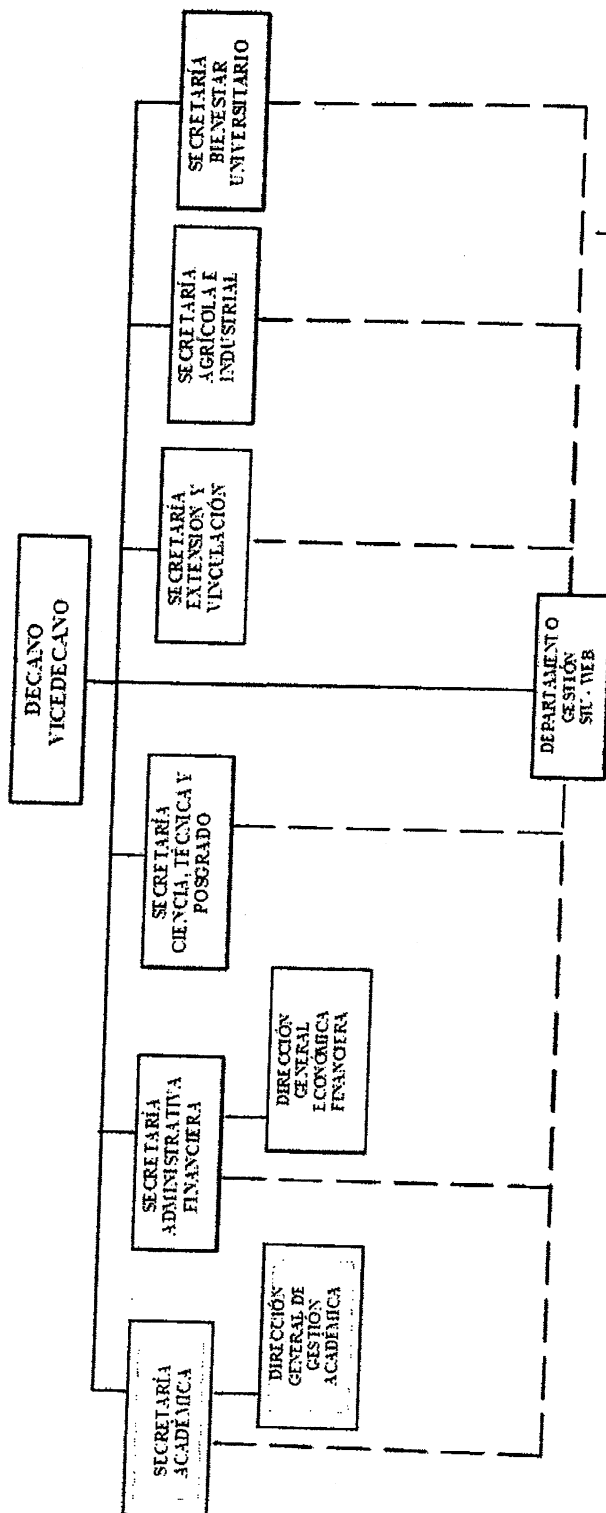 DECANO
VICEDECANO
SECRETARÍA
ACADÉMICA
SECRETARÍA
ADMINISTRATIVA
FINANCIERA
SECRETARÍA
CIENCIA, TÉCNICA Y
POSGRADO
SECRETARÍA
EXTENSION Y
VINCULACIÓN
SECRETARÍA
AGRÍCOLA E
INDUSTRIAL
SECRETARÍA
BIENESTAR
UNIVERSITARIO
DIRECCIÓN
GENERAL DE
GESTIÓN
ACADÉMICA
DIRECCIÓN
GENERAL
ECONÓMICA
FINANCIERA
DEPARTAMENTO
GESTIÓN
SIU - WEB